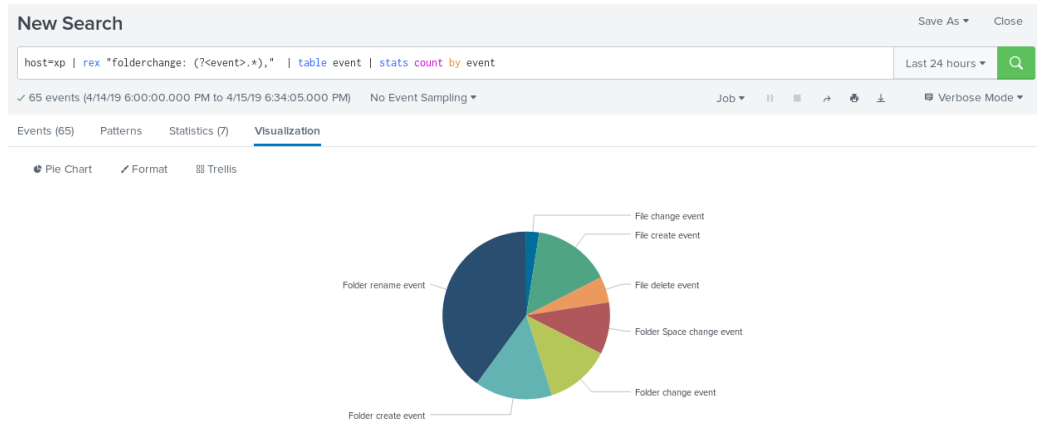 New Search
Save As Close
host=xp | rex "folderchange: (?<event>.*)," | table event | stats count by event
Last 24 hours
65 events (4/14/19 6:00:00.000 PM to 4/15/19 6:34:05.000 PM) No Event Sampling
Job Verbose Mode
Events (65) Patterns Statistics (7) Visualization
Pie Chart Format Trellis
File change event
File create event
Folder rename event
File delete event
Folder Space change event
Folder change event
Folder create event